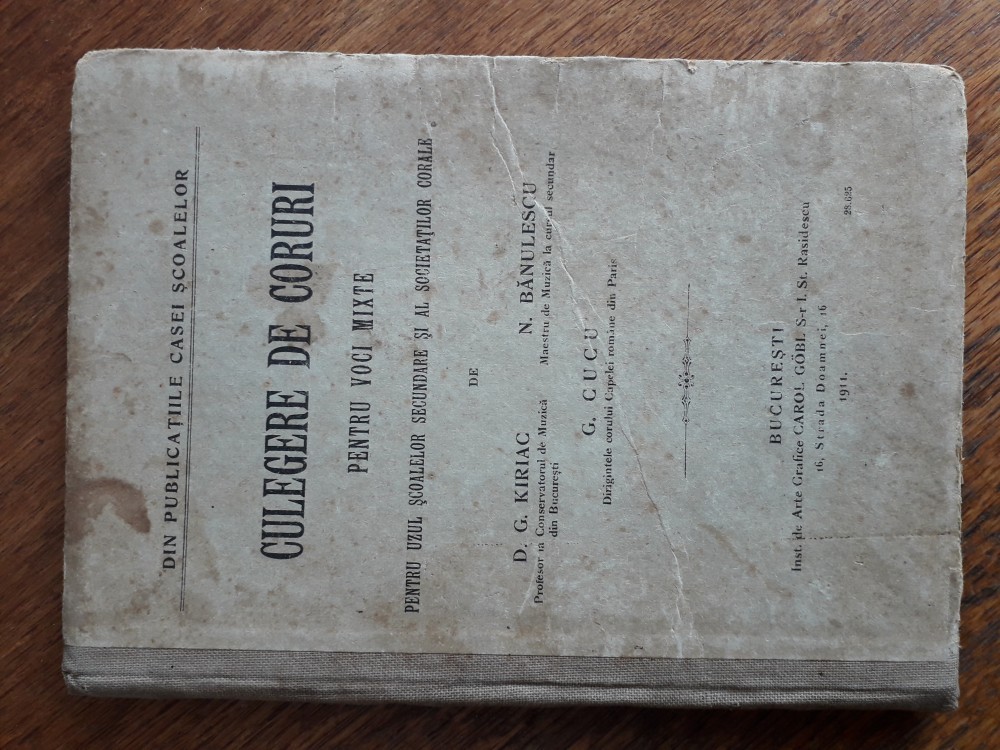 DIN PUBLICAȚIILE CASEI ȘCOALELOR
CULEGERE DE CORURI
PENTRU VOCI MIXTE
PENTRU UZUL ȘCOALELOR SECUNDARE ȘI AL SOCIETAȚILOR CORALE
DE
D. G. KIRIAC
Profesor la Conservatorul de Muzică
din București
N. BĂNULESCU
Maestru de Muzică la cursul secundar
G. CUCU
Dirigintele corului Capelei române din Paris
BUCUREȘTI
Inst. de Arte Grafice CAROL GÖBL S-r I. St. Rasidescu
16, Strada Doamnei, 16
1911.
28.625